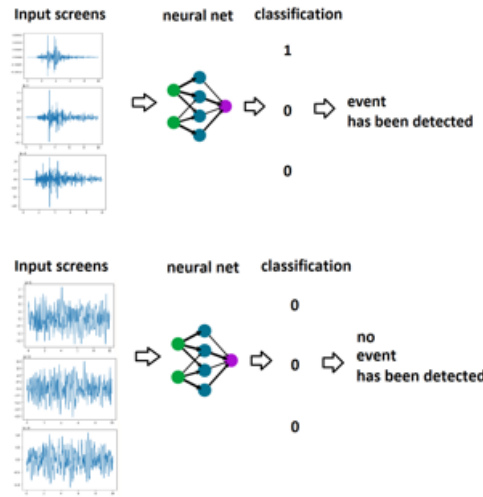 Input screens
neural net
classification
1
0
0
event
has been detected
Input screens
neural net
classification
0
0
0
no
event
has been detected